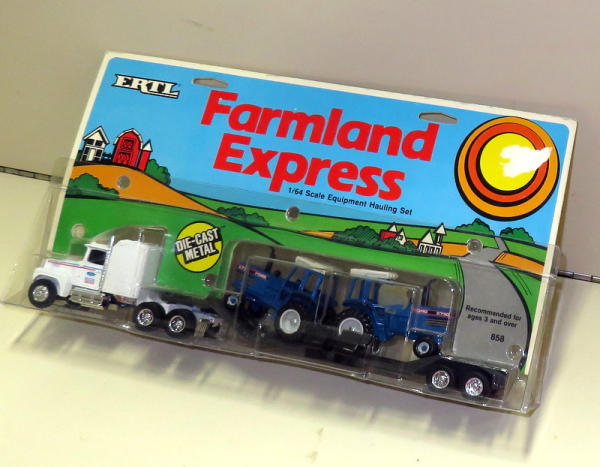 ERTL
Farmland
Express
1/64 Scale Equipment Hauling Set
DIE-CAST
METAL
Recommended for
ages 3 and over
858